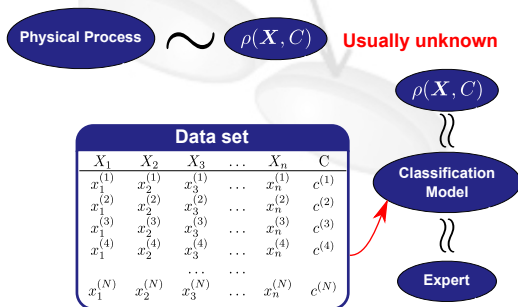 Physical Process ∼ ρ(X, C) Usually unknown
ρ(X, C)
Data set
X₁ X₂ X₃ … Xₙ C
x₁⁽¹⁾ x₂⁽¹⁾ x₃⁽¹⁾ … xₙ⁽¹⁾ c⁽¹⁾
x₁⁽²⁾ x₂⁽²⁾ x₃⁽²⁾ … xₙ⁽²⁾ c⁽²⁾
x₁⁽³⁾ x₂⁽³⁾ x₃⁽³⁾ … xₙ⁽³⁾ c⁽³⁾
x₁⁽⁴⁾ x₂⁽⁴⁾ x₃⁽⁴⁾ … xₙ⁽⁴⁾ c⁽⁴⁾
… …
x₁⁽ᴺ⁾ x₂⁽ᴺ⁾ x₃⁽ᴺ⁾ … xₙ⁽ᴺ⁾ c⁽ᴺ⁾
≈
Classification
Model
≈
Expert